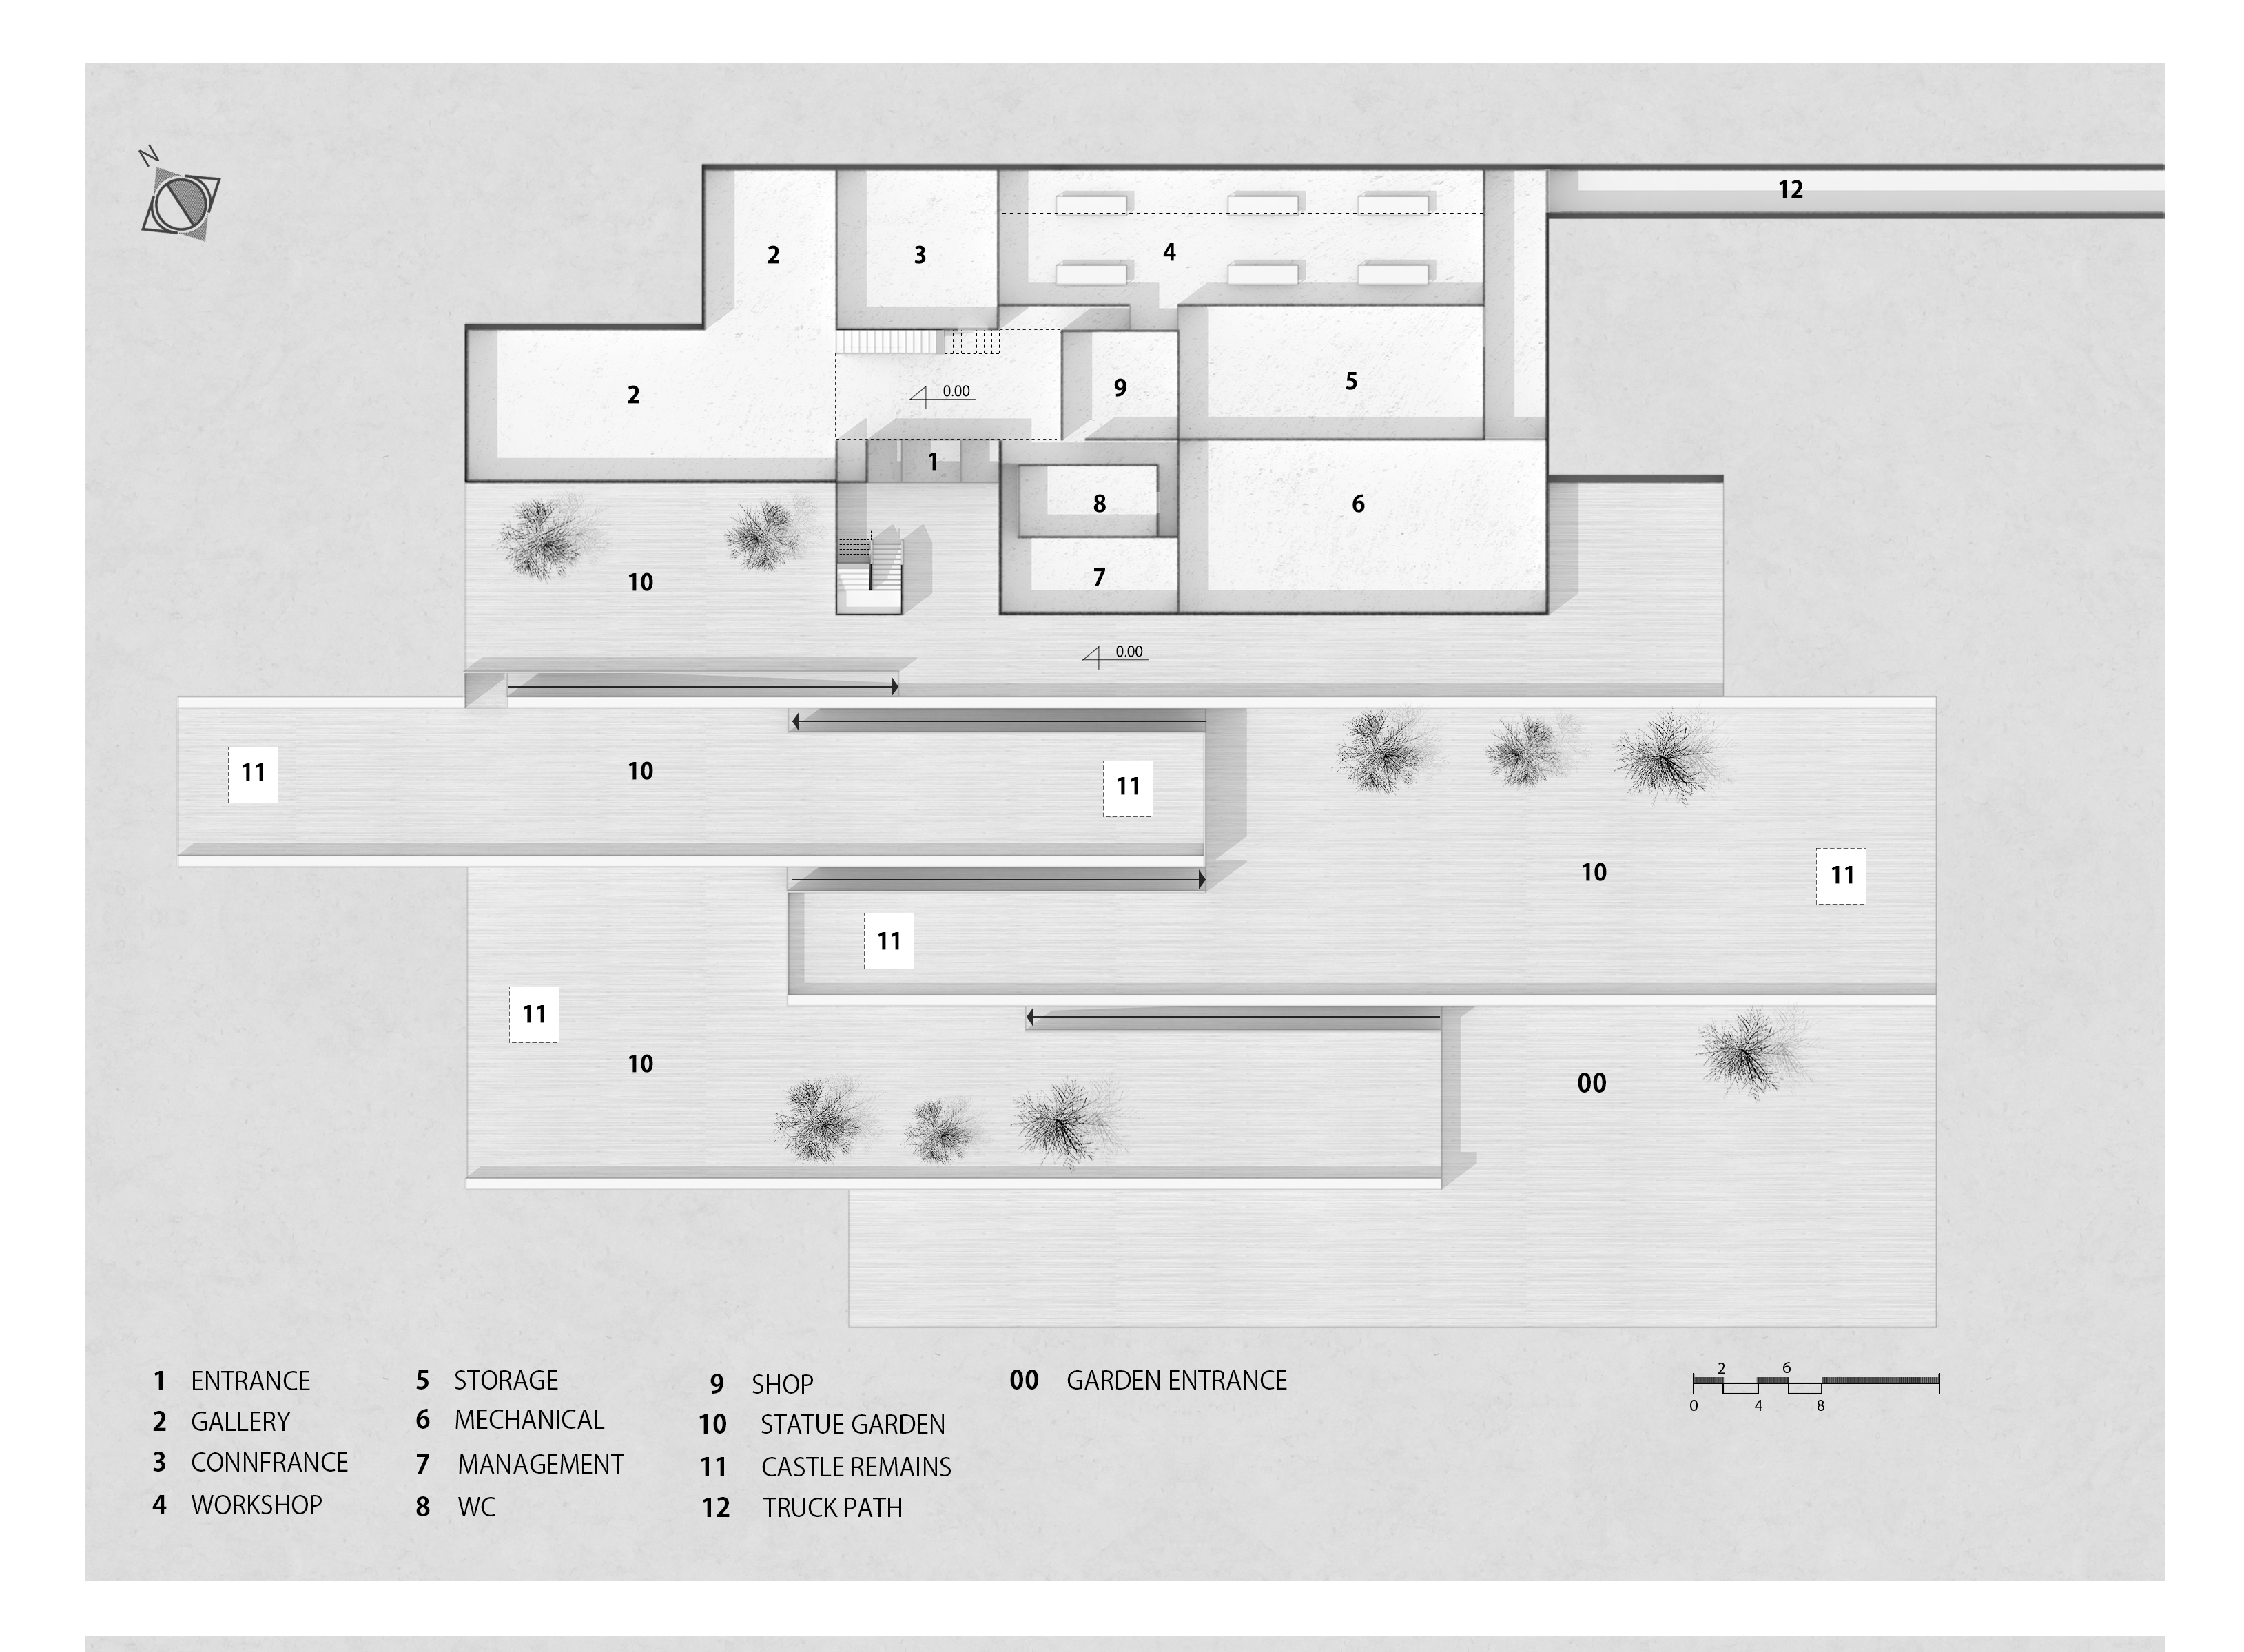 N
12
2
3
4
2
0.00
9
5
1
8
6
10
7
0.00
11
10
11
10
11
11
11
10
00
1 ENTRANCE
2 GALLERY
3 CONNFRANCE
4 WORKSHOP
5 STORAGE
6 MECHANICAL
7 MANAGEMENT
8 WC
9 SHOP
10 STATUE GARDEN
11 CASTLE REMAINS
12 TRUCK PATH
00 GARDEN ENTRANCE
2 6
0 4 8